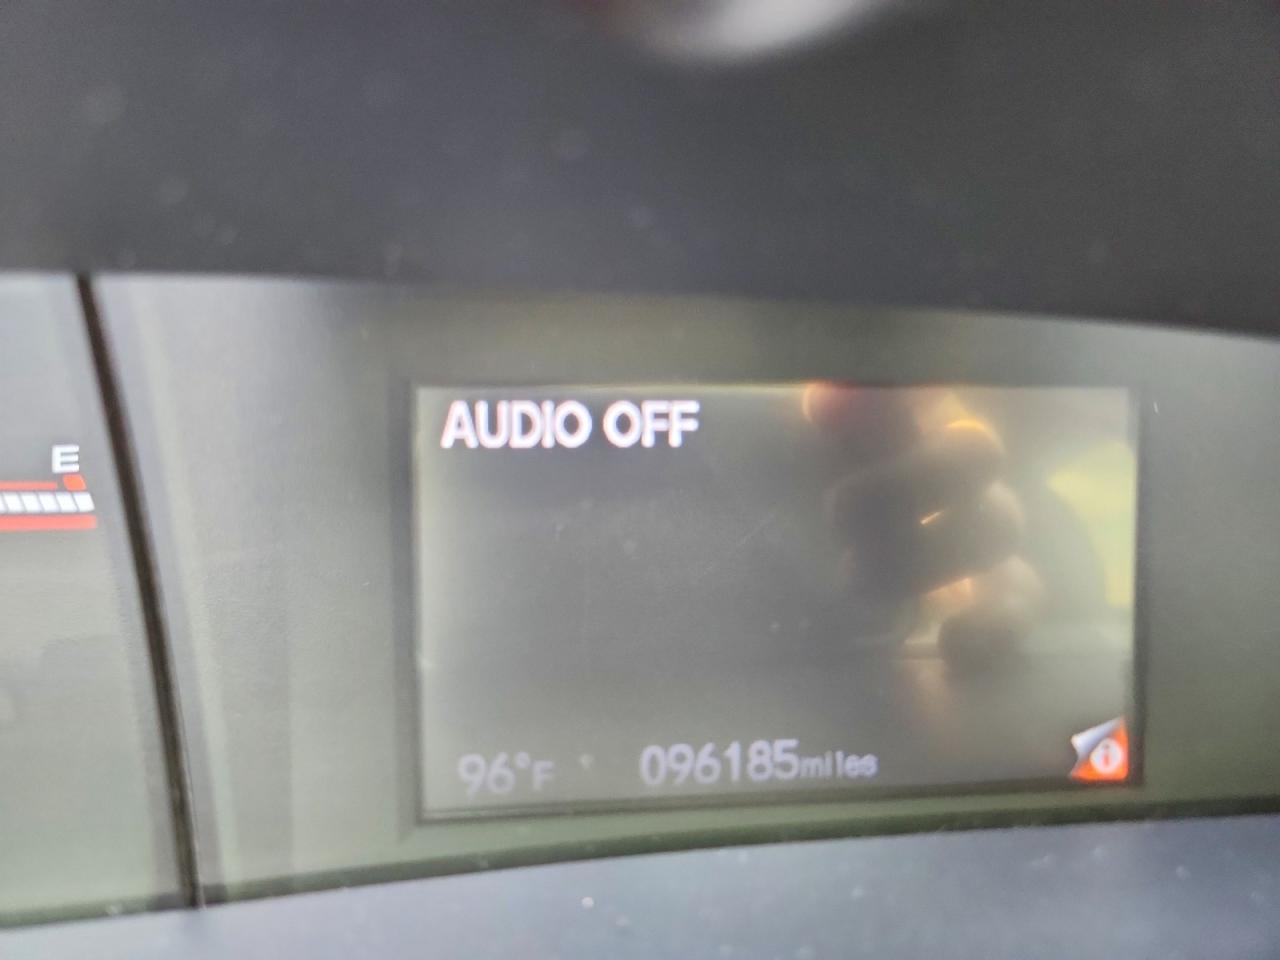 AUDIO OFF
E
96°F 096185miles
i